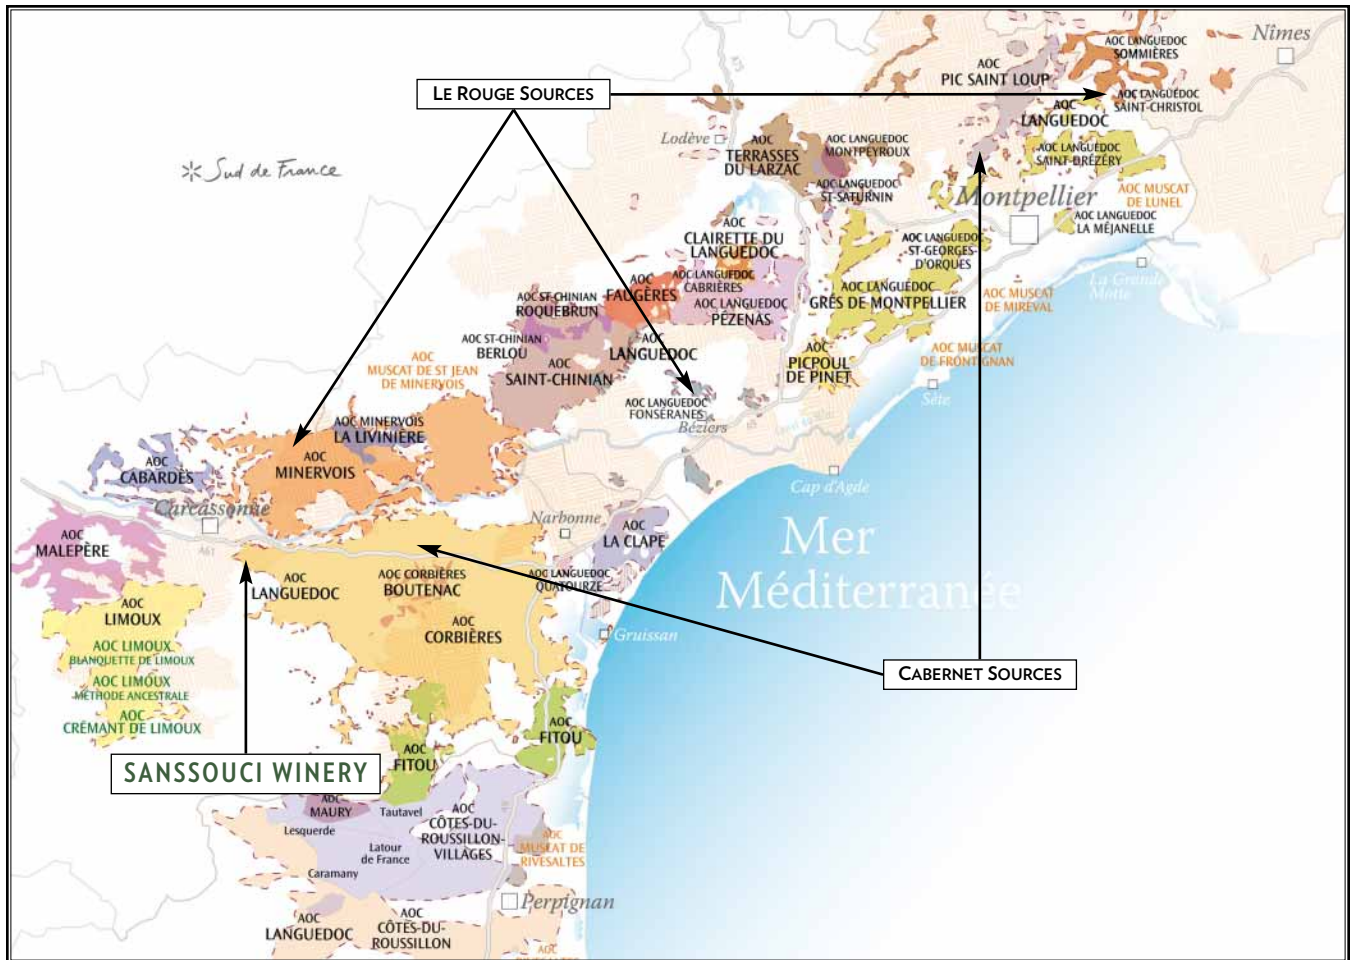 Nîmes
AOC LANGUEDOC
SOMMIÈRES
AOC
PIC SAINT LOUP
LE ROUGE SOURCES
AOC LANGUEDOC
SAINT-CHRISTOL
AOC
LANGUEDOC
A75
Lodève
AOC
TERRASSES
DU LARZAC
AOC LANGUEDOC
MONTPEYROUX
AOC LANGUEDOC
SAINT-DRÉZÉRY
Sud de France
AOC LANGUEDOC
ST-SATURNIN
Montpellier
AOC MUSCAT
DE LUNEL
AOC LANGUEDOC
LA MÉJANELLE
AOC
CLAIRETTE DU
LANGUEDOC
AOC LANGUEDOC
ST-GEORGES-
D'ORQUES
La Grande
Motte
AOC LANGUEDOC
CABRIÈRES
AOC
FAUGÈRES
AOC LANGUEDOC
GRÉS DE MONTPELLIER
AOC MUSCAT
DE MIREVAL
AOC ST-CHINIAN
ROQUEBRUN
AOC LANGUEDOC
PÉZENAS
AOC ST-CHINIAN
BERLOU
AOC
LANGUEDOC
AOC
PICPOUL
DE PINET
AOC MUSCAT
DE FRONTIGNAN
AOC
MUSCAT DE ST JEAN
DE MINERVOIS
AOC
SAINT-CHINIAN
Sète
AOC LANGUEDOC
FONSÉRANES
Béziers
AOC MINERVOIS
LA LIVINIÈRE
AOC
MINERVOIS
AOC
CABARDÈS
Cap d'Agde
Carcassonne
Narbonne
AOC
LA CLAPE
Mer
Méditerranée
AOC
MALEPÈRE
A61
AOC
LANGUEDOC
AOC CORBIÈRES
BOUTENAC
AOC LANGUEDOC
QUATOURZE
AOC
LIMOUX
AOC
CORBIÈRES
Gruissan
AOC LIMOUX
BLANQUETTE DE LIMOUX
CABERNET SOURCES
AOC LIMOUX
MÉTHODE ANCESTRALE
AOC
CRÉMANT DE LIMOUX
AOC
FITOU
AOC
FITOU
SANSSOUCI WINERY
AOC
MAURY
Tautavel
AOC
CÔTES-DU-
ROUSSILLON-
VILLAGES
Lesquerde
Latour
de France
AOC
MUSCAT DE
RIVESALTES
Caramany
Perpignan
AOC
LANGUEDOC
AOC
CÔTES-DU-
ROUSSILLON
AOC